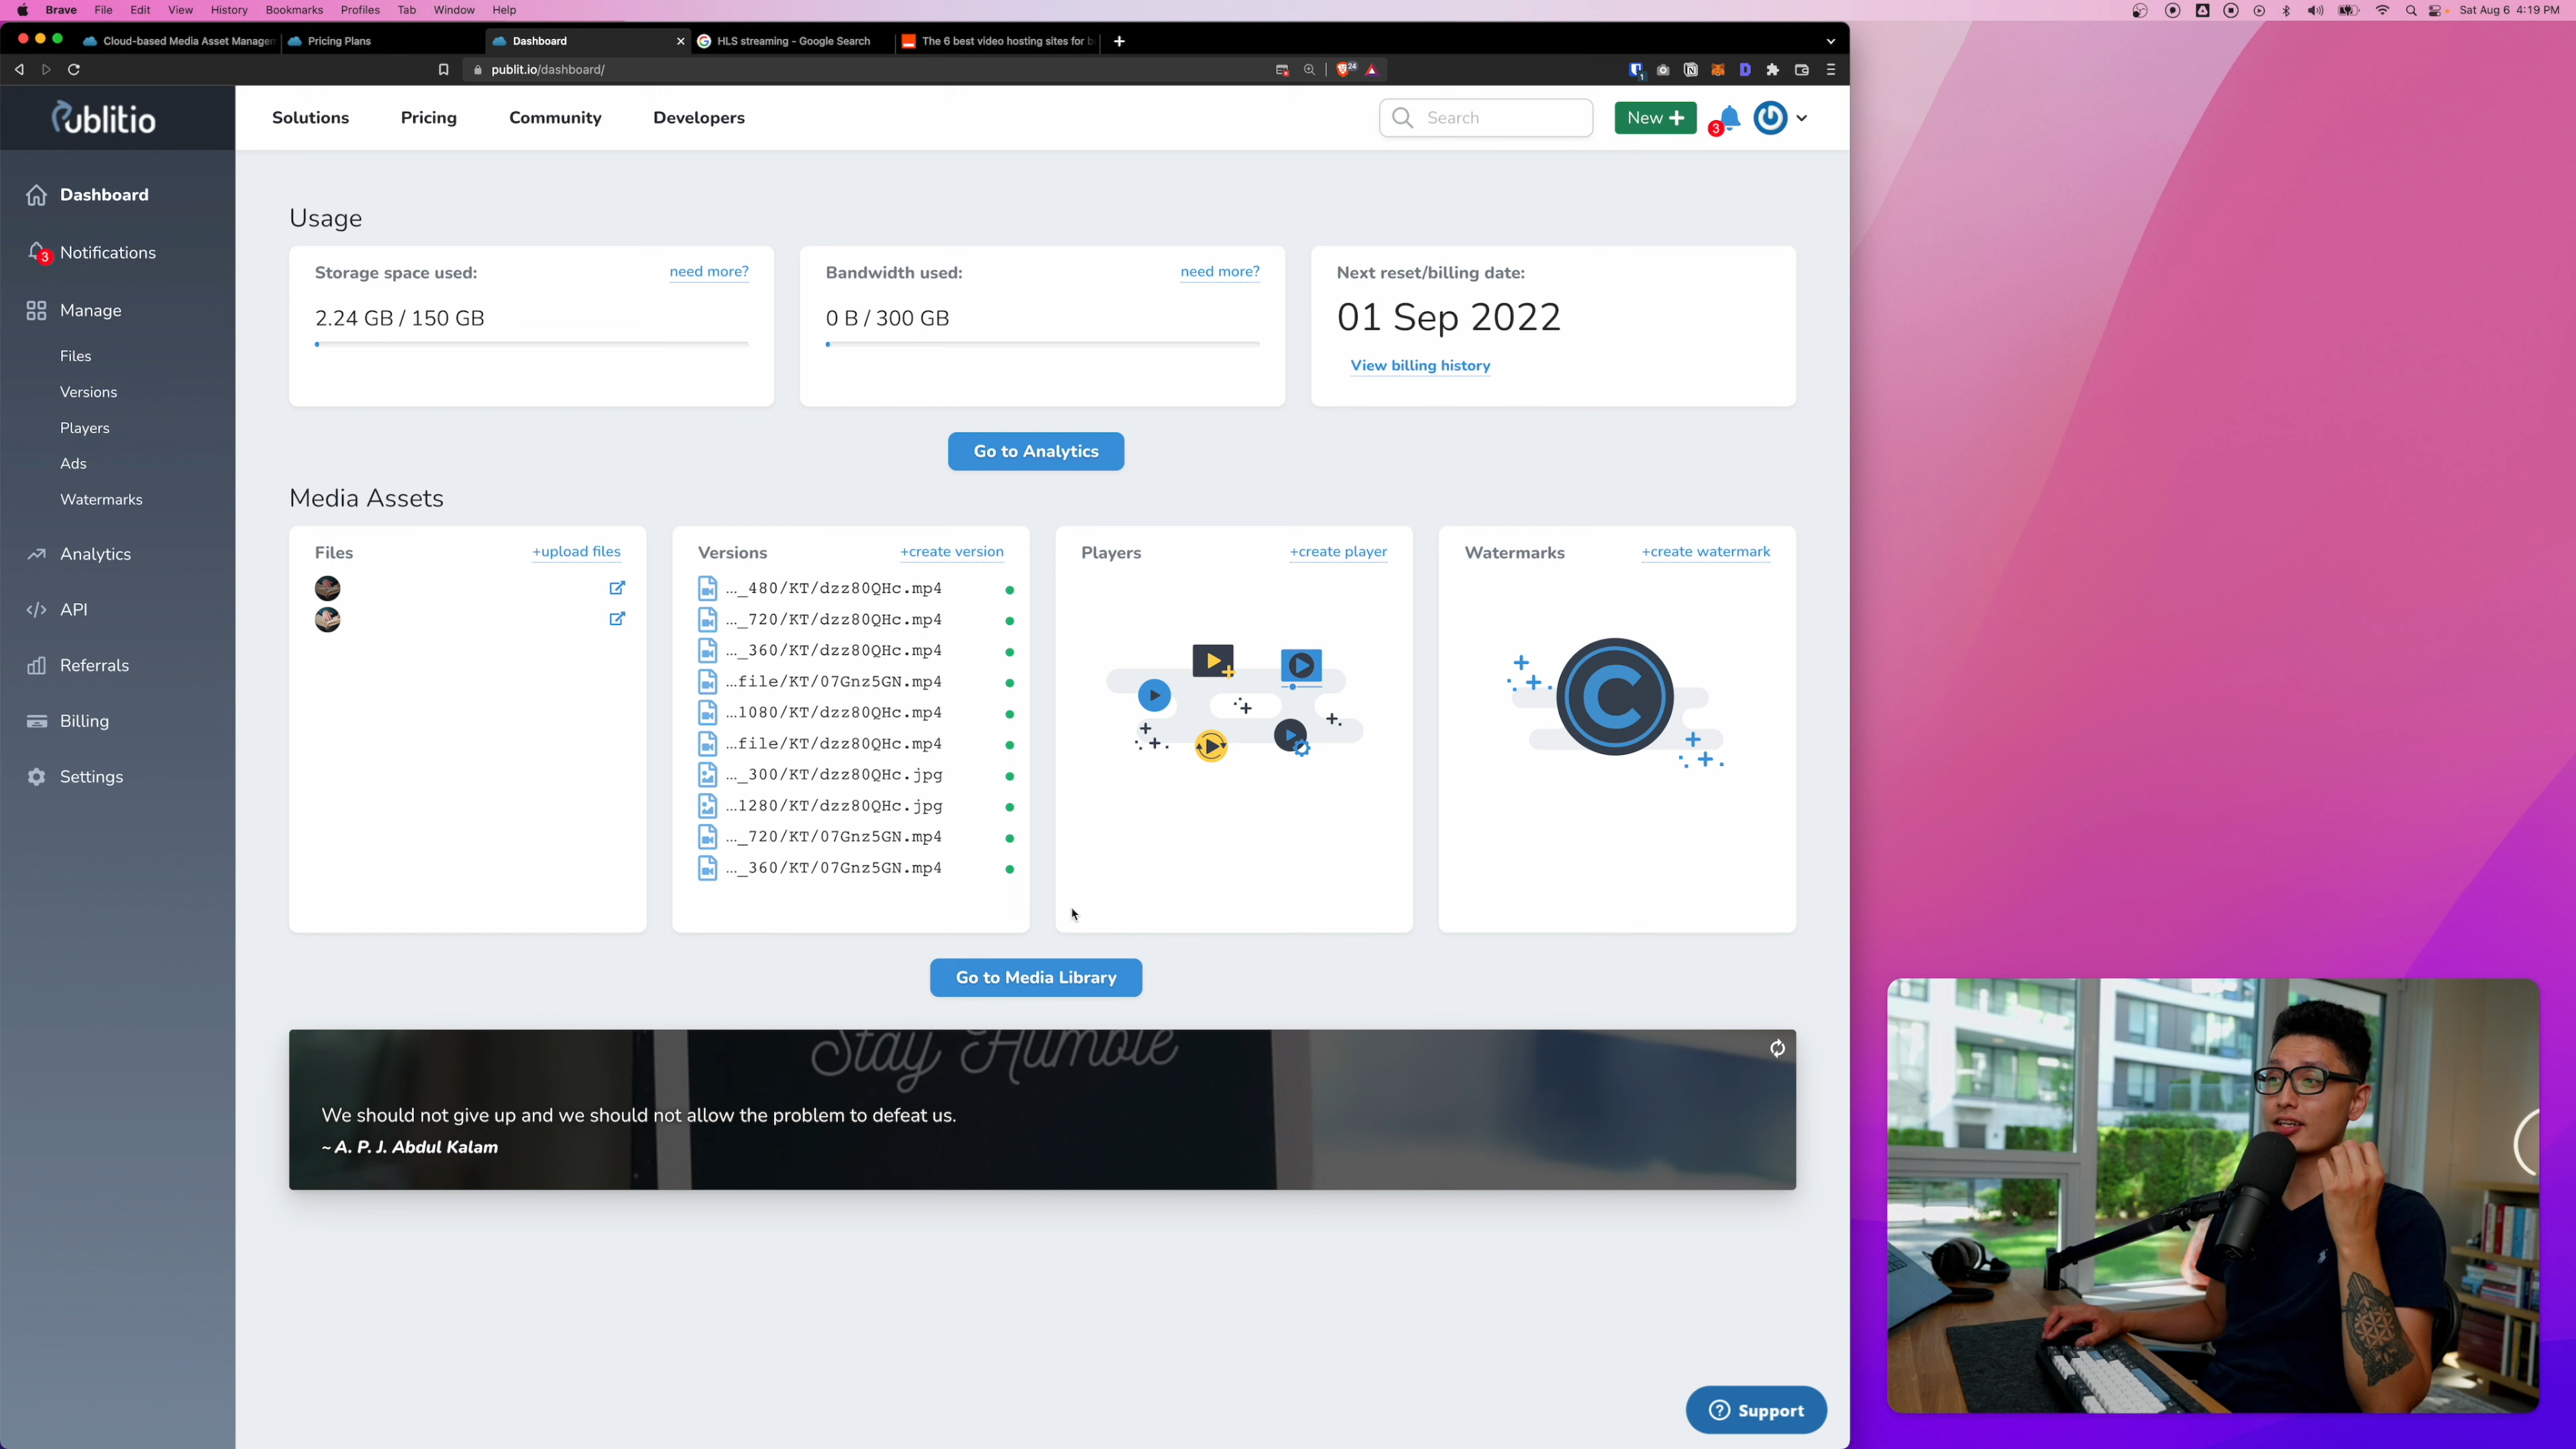 Brave File Edit View History Bookmarks Profiles Tab Window Help
Sat Aug 6 4:19 PM
Cloud-based Media Asset Managen
Pricing Plans
Dashboard
HLS streaming - Google Search
The 6 best video hosting sites for b
publit.io/dashboard/
24
1
Publitio
Solutions
Pricing
Community
Developers
Search
New
3
Dashboard
3
Notifications
Manage
Files
Versions
Players
Ads
Watermarks
Analytics
API
Referrals
Billing
Settings
Usage
Storage space used:
need more?
2.24 GB / 150 GB
Bandwidth used:
need more?
0 B / 300 GB
Next reset/billing date:
01 Sep 2022
View billing history
Go to Analytics
Media Assets
Files
+upload files
Versions
+create version
..._480/KT/dzz80QHc.mp4
..._720/KT/dzz80QHc.mp4
..._360/KT/dzz80QHc.mp4
...file/KT/07Gnz5GN.mp4
...1080/KT/dzz80QHc.mp4
...file/KT/dzz80QHc.mp4
..._300/KT/dzz80QHc.jpg
...1280/KT/dzz80QHc.jpg
..._720/KT/07Gnz5GN.mp4
..._360/KT/07Gnz5GN.mp4
Players
+create player
Watermarks
+create watermark
C
Go to Media Library
Stay Humble
We should not give up and we should not allow the problem to defeat us.
~ A. P. J. Abdul Kalam
Support